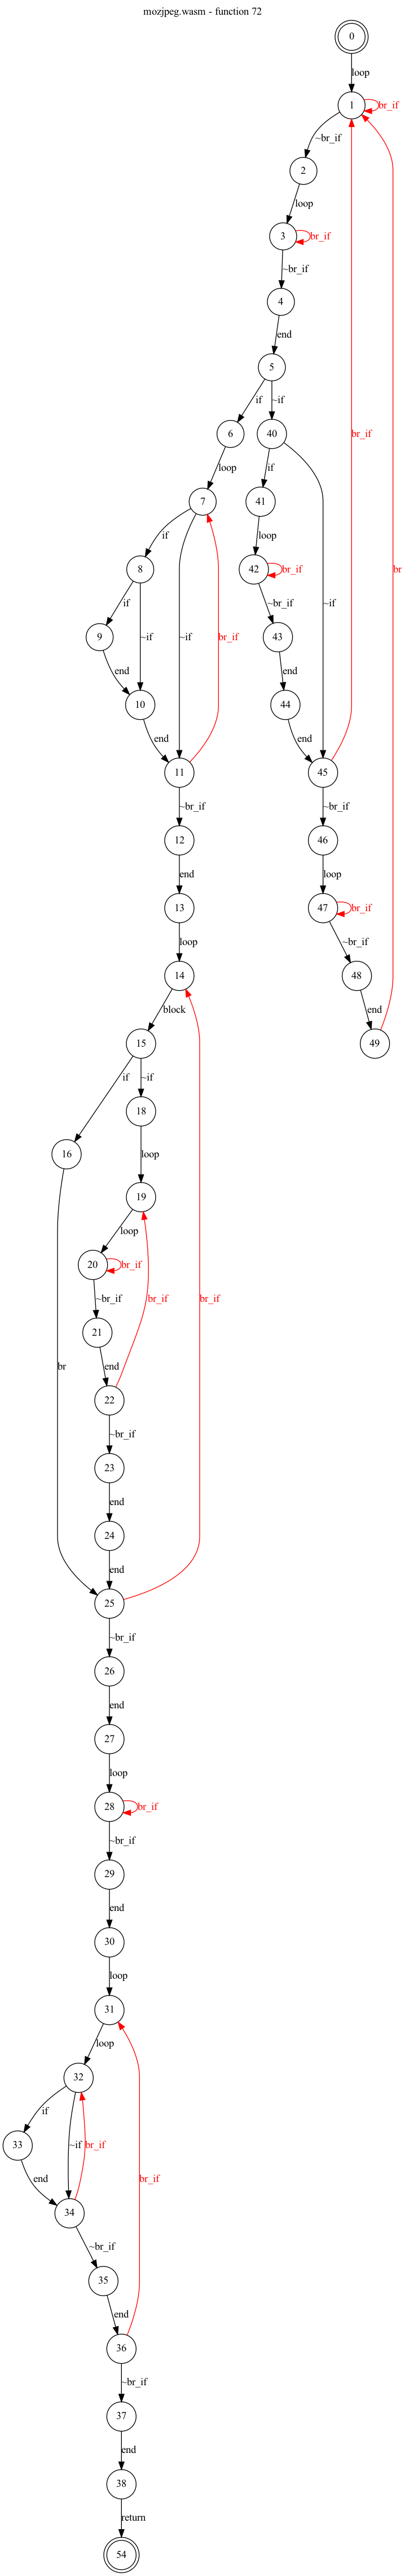 mozjpeg.wasm - function 72
0
loop
1
br_if
~br_if
2
loop
3
br_if
~br_if
4
end
5
if
~if
6
40
loop
if
7
41
if
loop
8
42
br_if
br_if
br
if
~if
~if
br_if
~br_if
~if
9
43
end
end
10
44
end
end
11
45
~br_if
~br_if
12
46
end
loop
13
47
br_if
loop
~br_if
14
48
block
end
15
49
if
~if
18
16
loop
19
loop
20
br_if
br_if
br_if
~br_if
21
br
end
22
~br_if
23
end
24
end
25
~br_if
26
end
27
loop
28
br_if
~br_if
29
end
30
loop
31
loop
32
if
33
~if
br_if
end
br_if
34
~br_if
35
end
36
~br_if
37
end
38
return
54